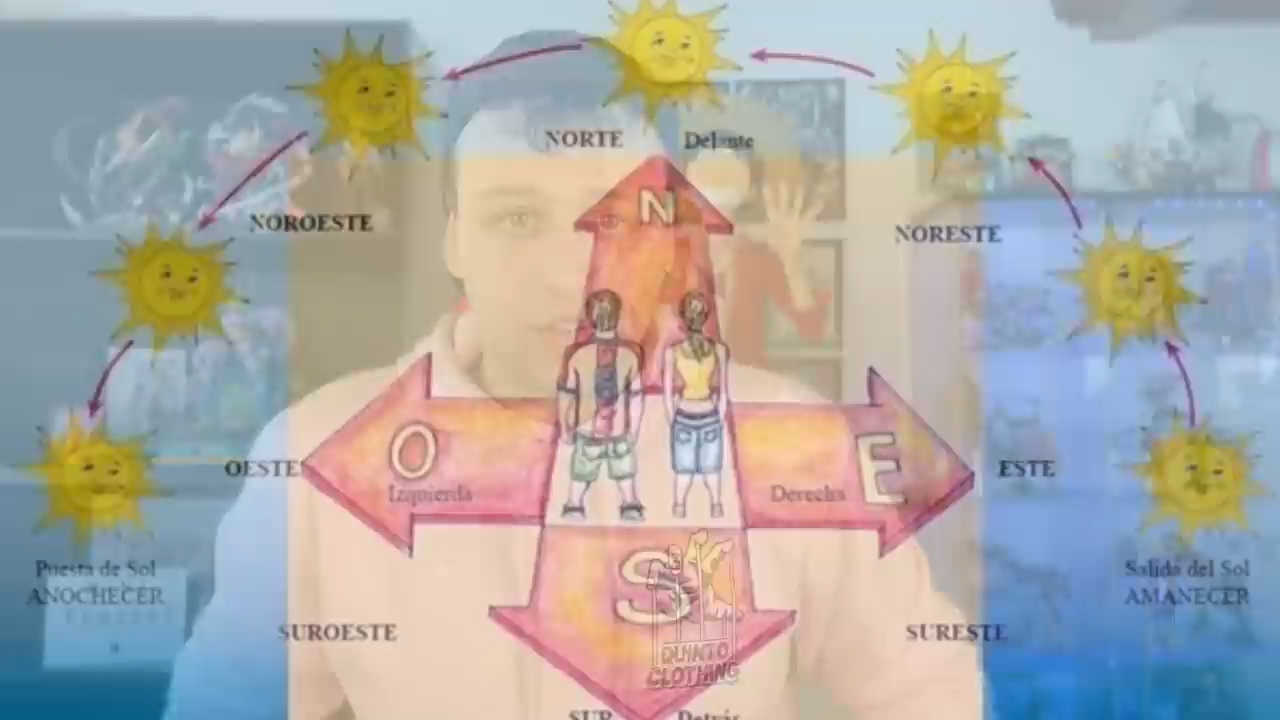 NORTE Delante
N
NOROESTE
NORESTE
OESTE
O
Izquierda
Derecha
E
ESTE
Puesta de Sol
ANOCHECER
Salida del Sol
AMANECER
S
SUROESTE
SURESTE
QUINTO
CLOTHING
SUR Detrás